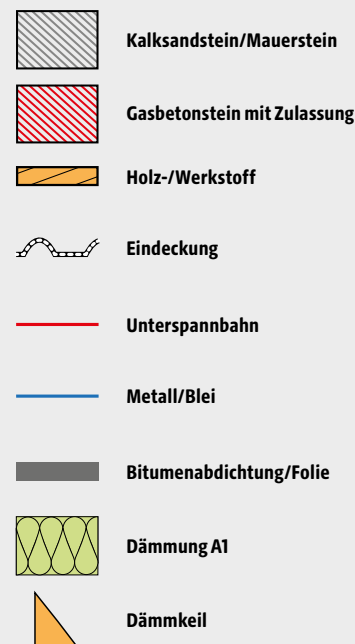 Kalksandstein/Mauerstein
Gasbetonstein mit Zulassung
Holz-/Werkstoff
Eindeckung
Unterspannbahn
Metall/Blei
Bitumenabdichtung/Folie
Dämmung A1
Dämmkeil